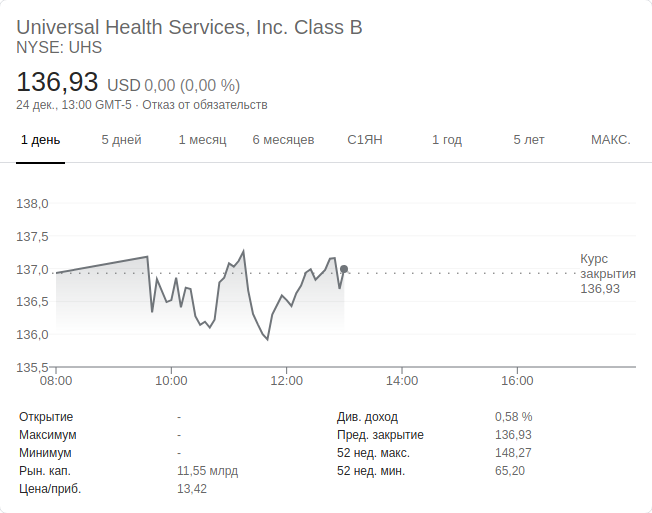 Universal Health Services, Inc. Class B
NYSE: UHS
136,93 USD 0,00 (0,00 %)
24 дек., 13:00 GMT-5 · Отказ от обязательств
1 день 5 дней 1 месяц 6 месяцев С1ЯН 1 год 5 лет МАКС.
138,0
137,5
137,0
136,5
136,0
135,5
Курс
закрытия
136,93
08:00 10:00 12:00 14:00 16:00
Открытие - Див. доход 0,58 %
Максимум - Пред. закрытие 136,93
Минимум - 52 нед. макс. 148,27
Рын. кап. 11,55 млрд 52 нед. мин. 65,20
Цена/приб. 13,42